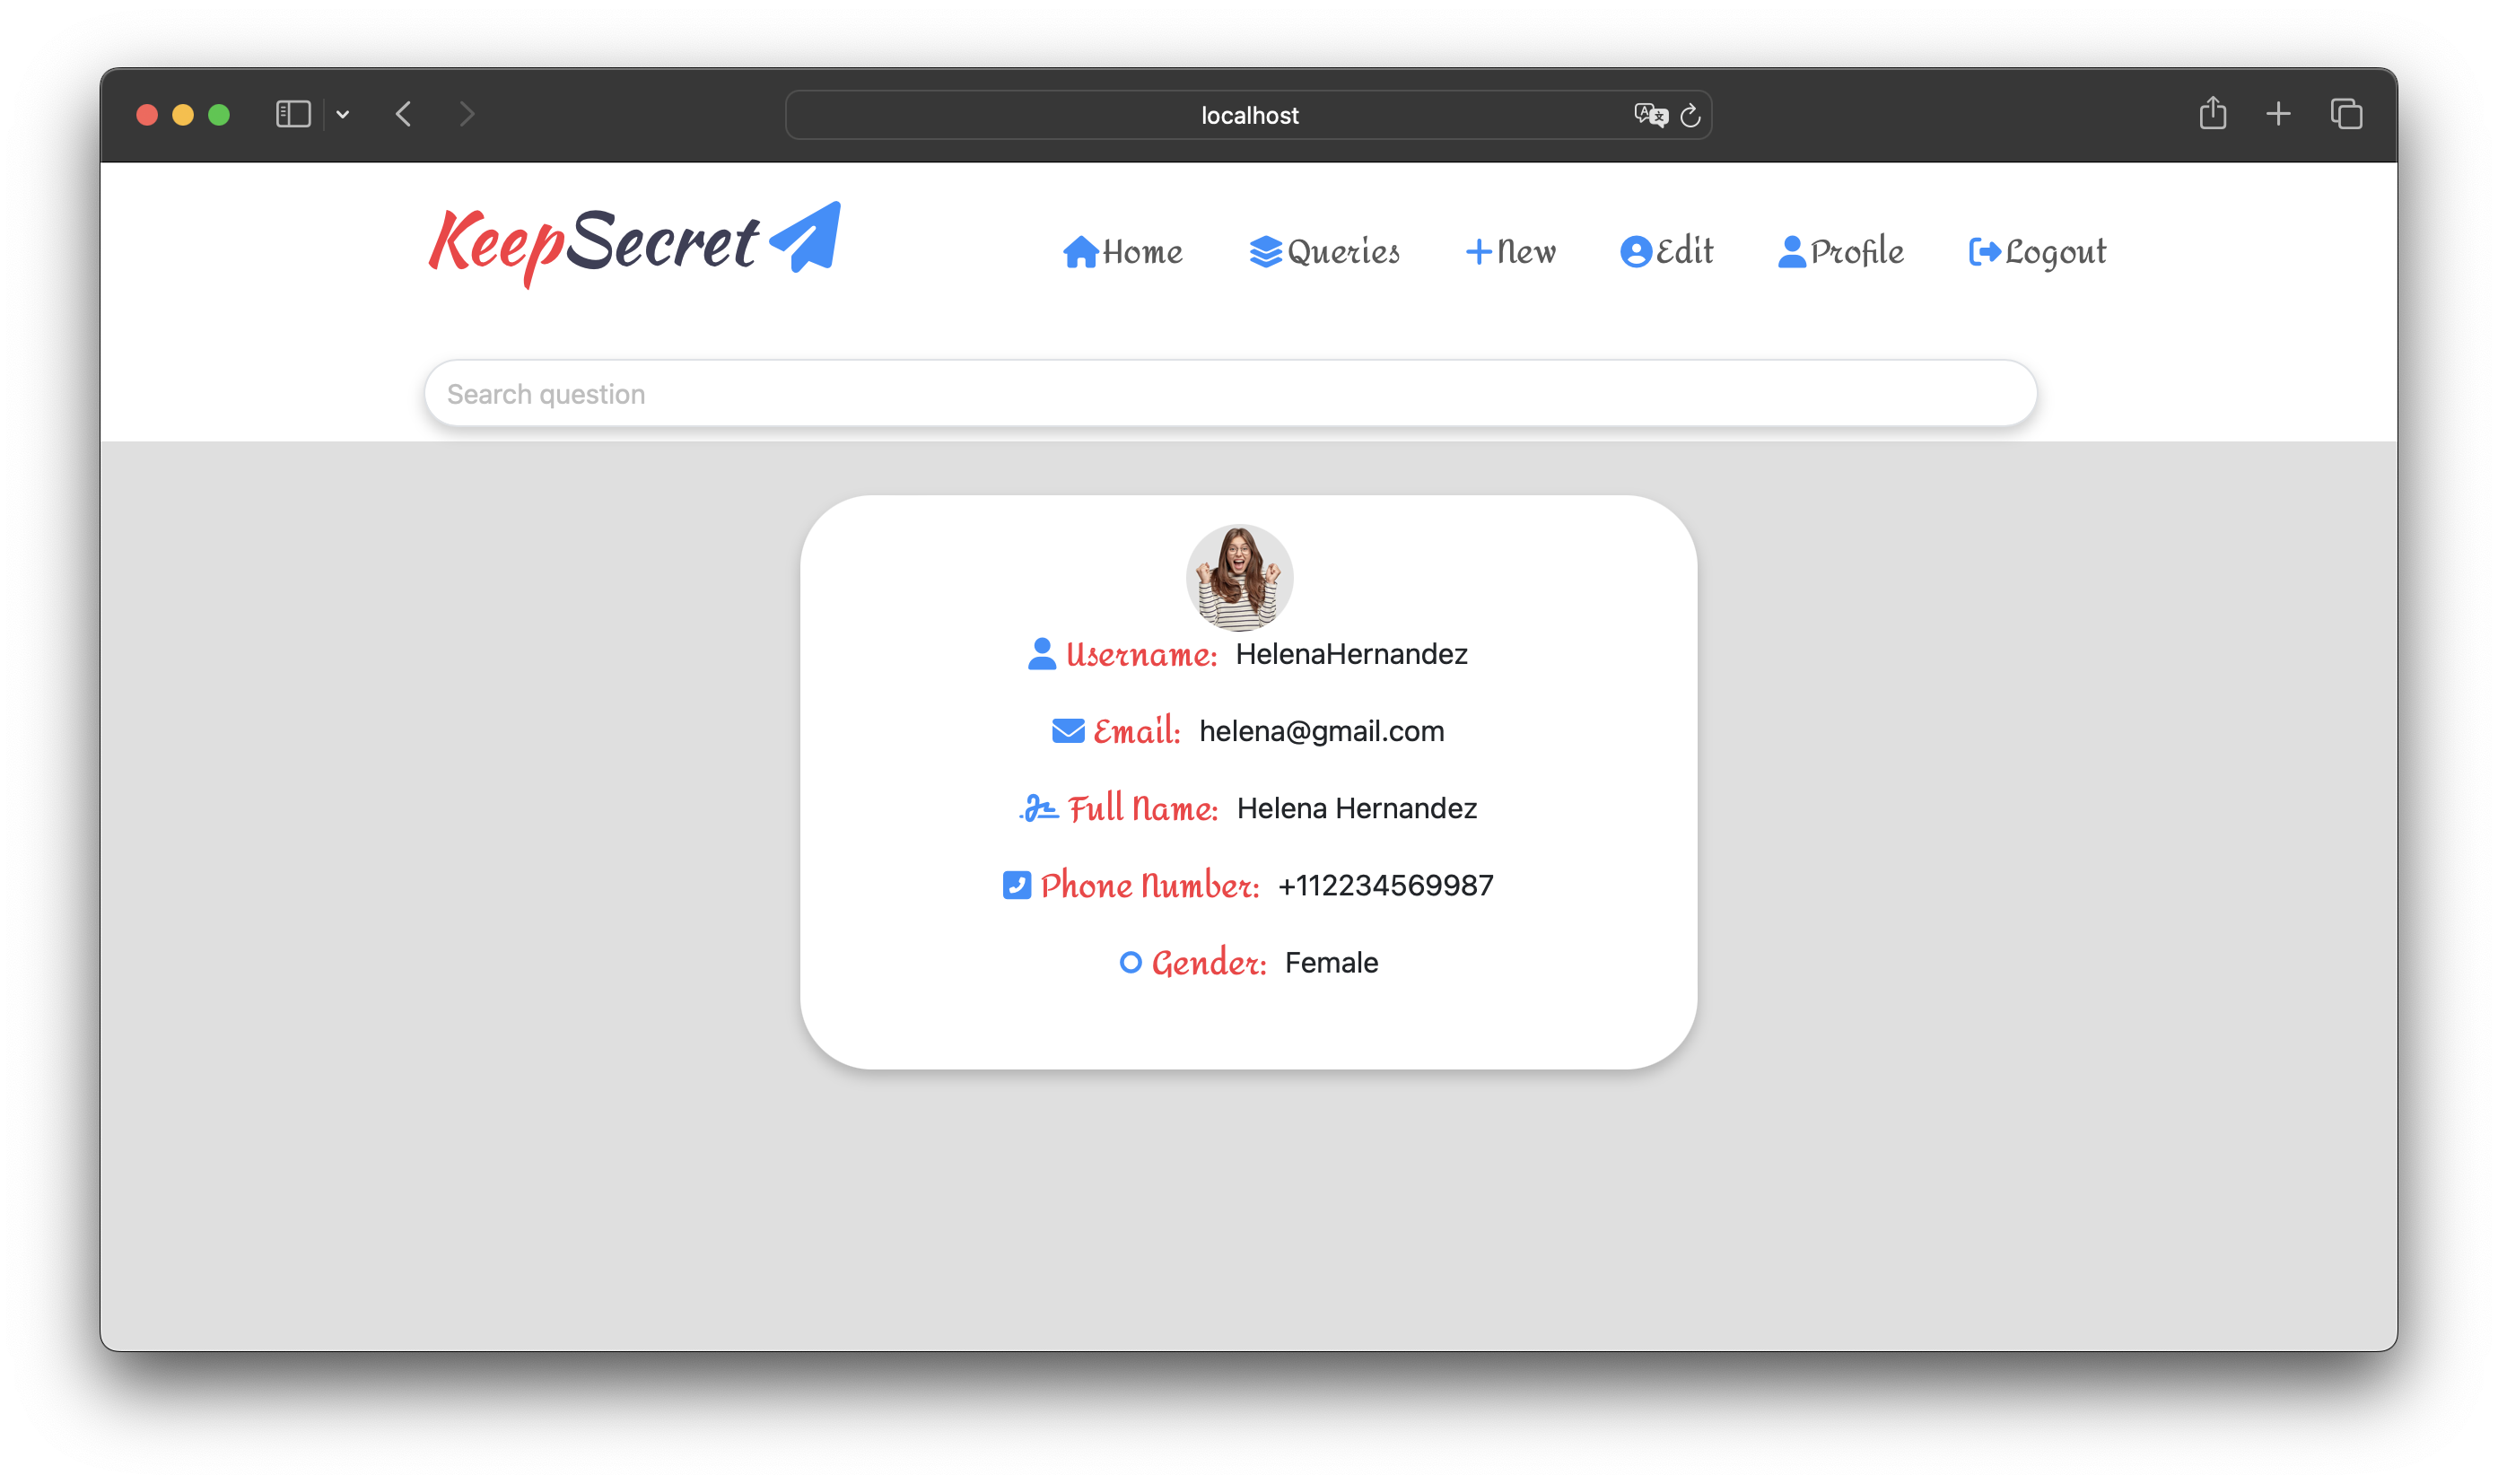 localhost
KeepSecret
Home Queries New Edit Profile Logout
Search question
Username: HelenaHernandez
Email: helena@gmail.com
Full Name: Helena Hernandez
Phone Number: +112234569987
Gender: Female